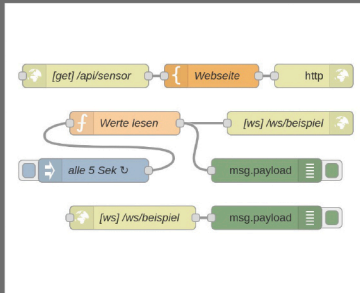 [get] /api/sensor
Webseite
http
Werte lesen
[ws] /ws/beispiel
alle 5 Sek ↻
msg.payload
[ws] /ws/beispiel
msg.payload